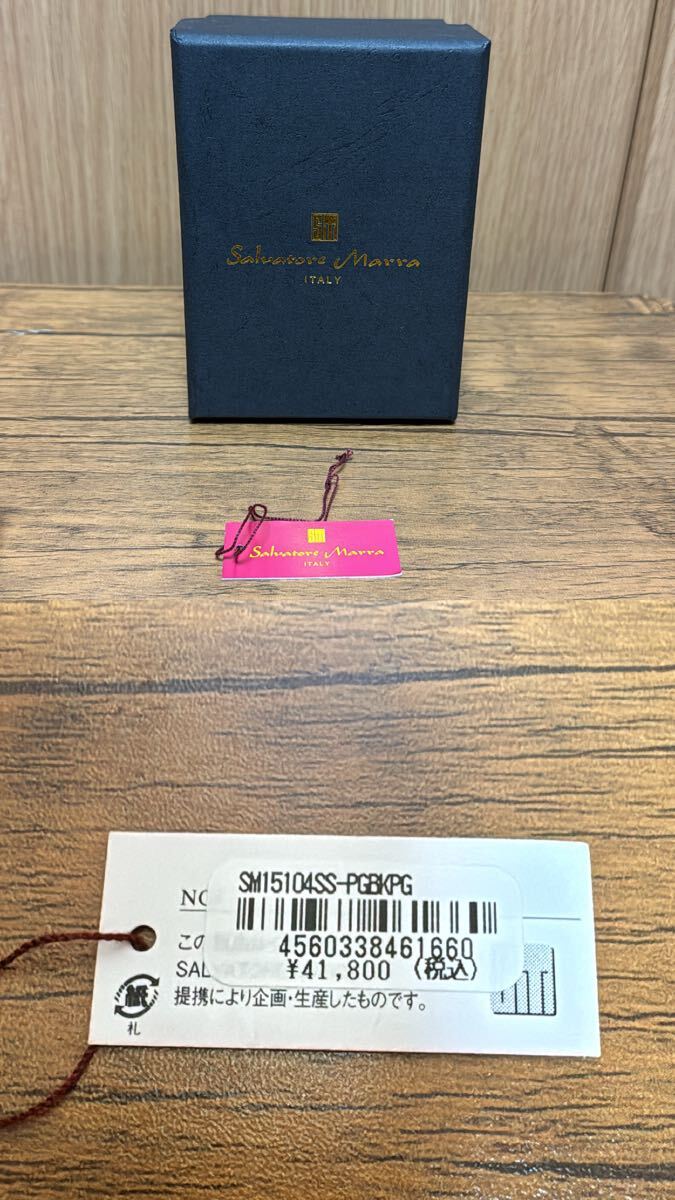 Salvatore Marra
ITALY
Salvatore Marra
ITALY
SM15104SS-PGBKPG
NO
4560338461660
この
SAL
¥41,800 (税込)
提携により企画・生産したものです。
紙
札